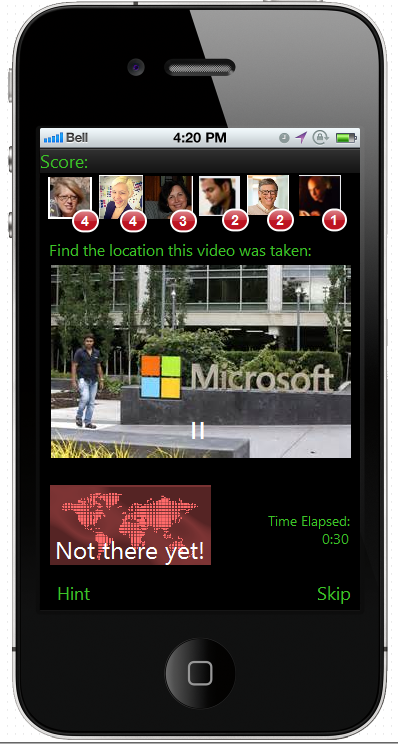 Bell 4:20 PM
Score:
4 4 3 2 2 1
Find the location this video was taken:
Microsoft
Not there yet!
Time Elapsed:
0:30
Hint Skip